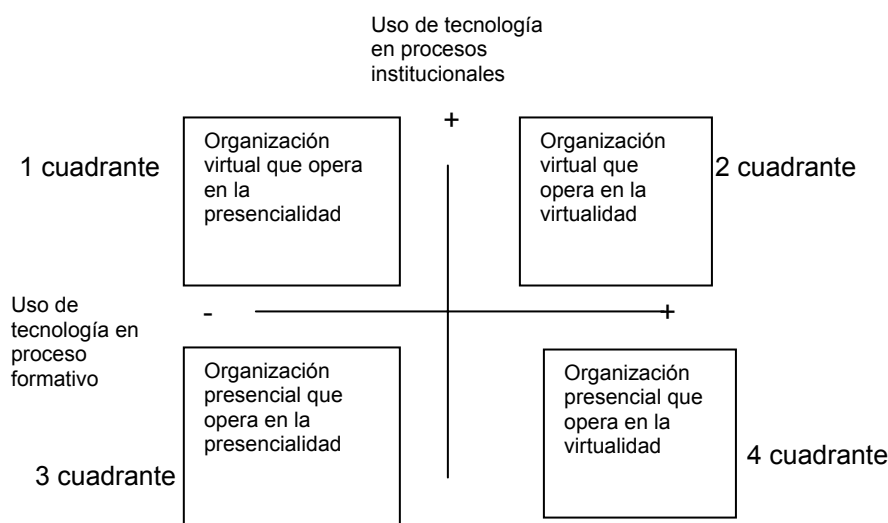 Uso de tecnología
en procesos
institucionales
+
1 cuadrante
Organización
virtual que opera
en la
presencialidad
Organización
virtual que
opera en la
virtualidad
2 cuadrante
Uso de
tecnología en
proceso
formativo
-
+
Organización
presencial que
opera en la
presencialidad
Organización
presencial que
opera en la
virtualidad
3 cuadrante
4 cuadrante